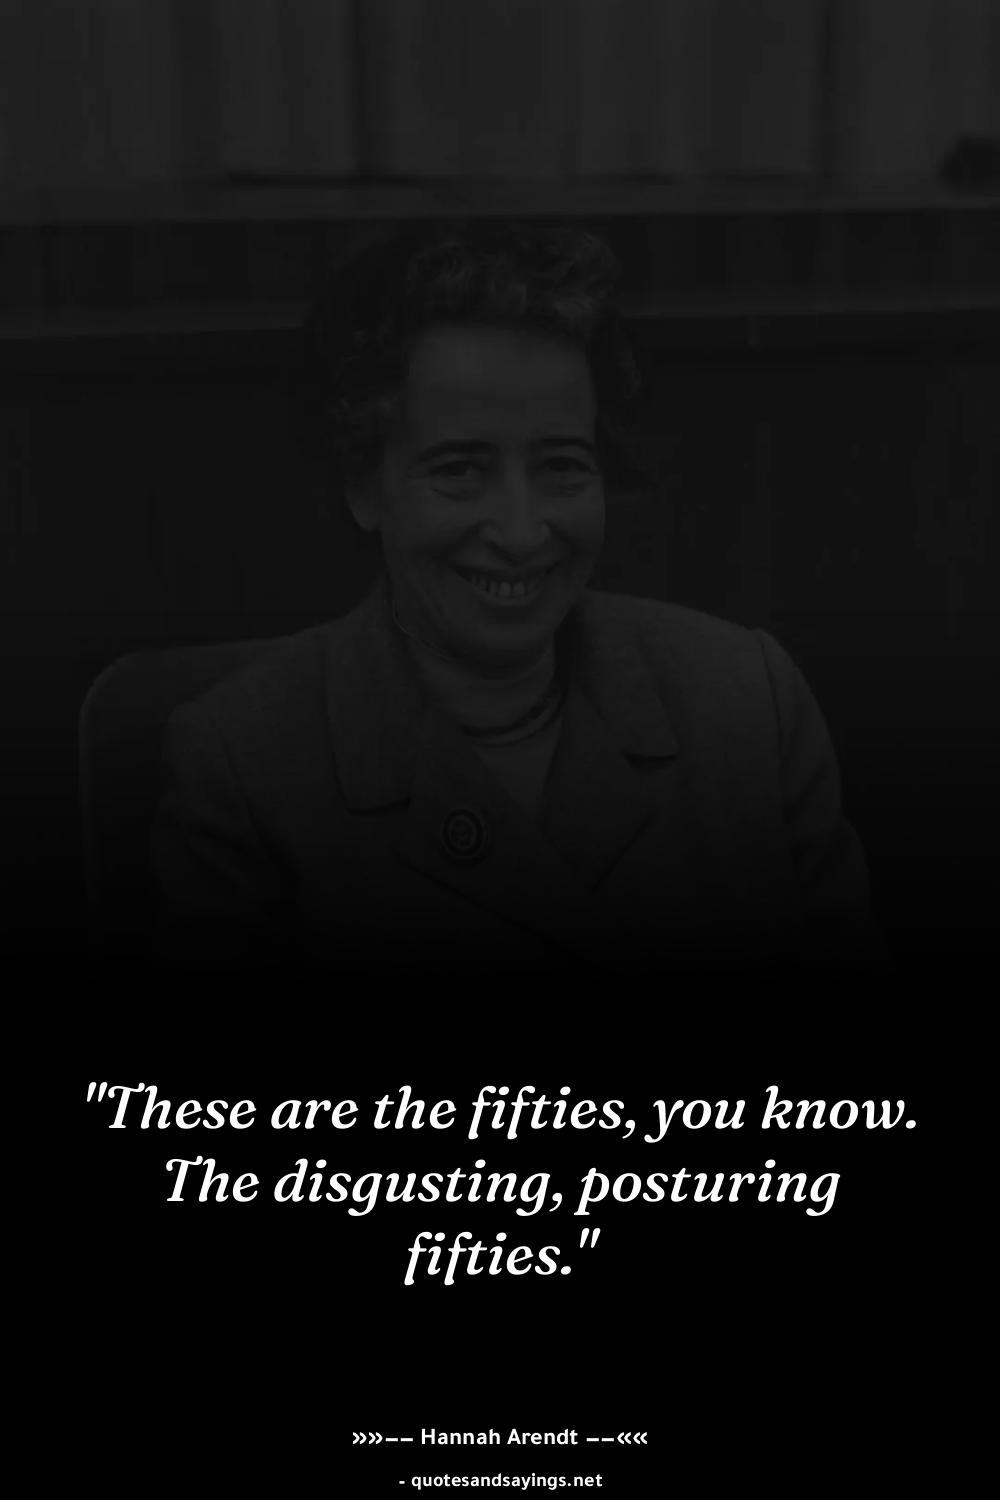 "These are the fifties, you know.
The disgusting, posturing
fifties."
»»−− Hannah Arendt −−««
- quotesandsayings.net